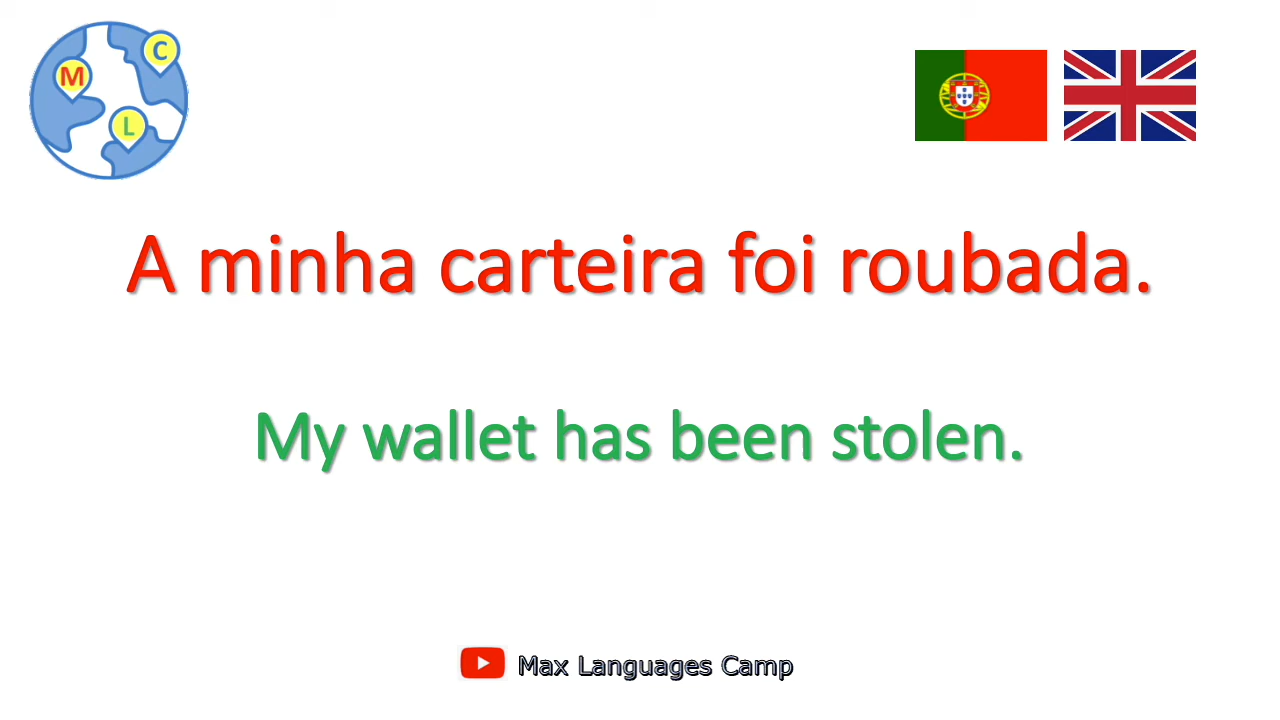 M
C
L
A minha carteira foi roubada.
My wallet has been stolen.
Max Languages Camp